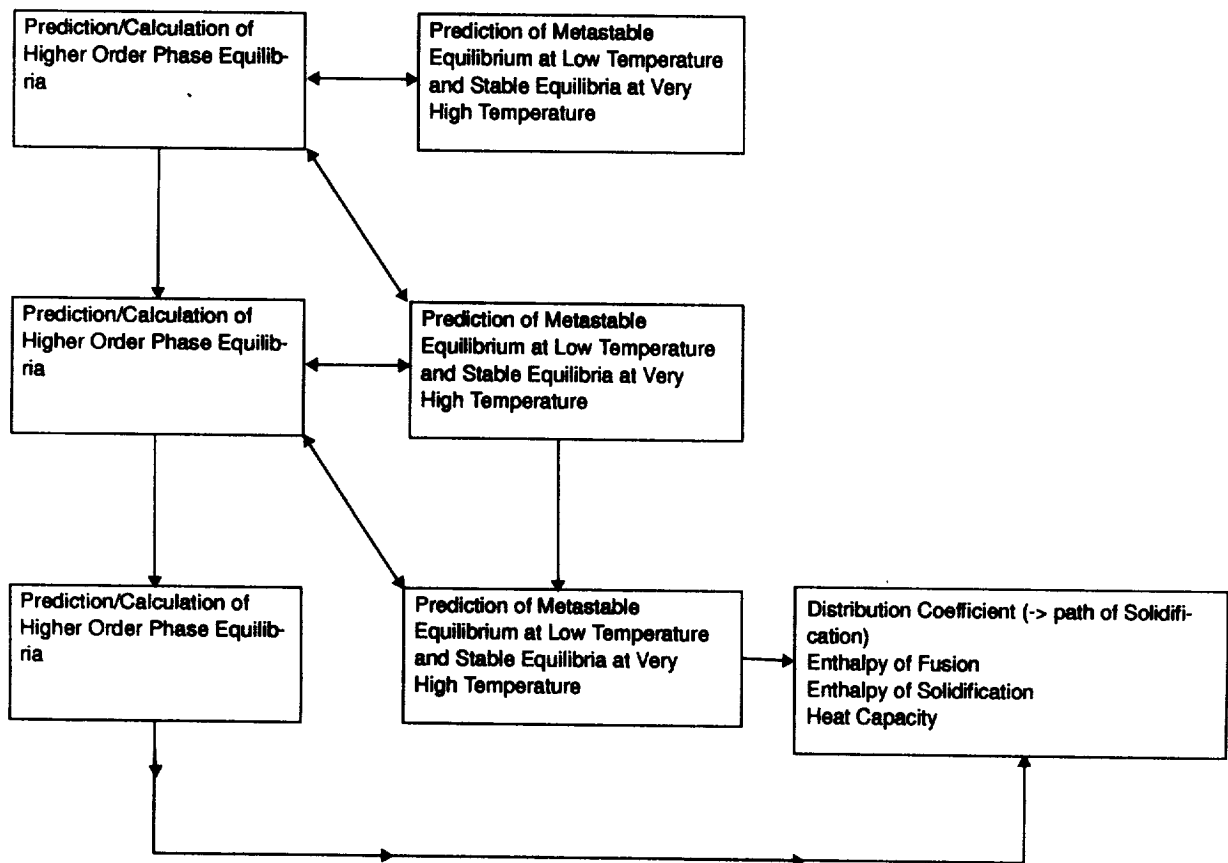 Prediction/Calculation of
Higher Order Phase Equilib-
ria
Prediction of Metastable
Equilibrium at Low Temperature
and Stable Equilibria at Very
High Temperature
Prediction/Calculation of
Higher Order Phase Equilib-
ria
Prediction of Metastable
Equilibrium at Low Temperature
and Stable Equilibria at Very
High Temperature
Prediction/Calculation of
Higher Order Phase Equilib-
ria
Prediction of Metastable
Equilibrium at Low Temperature
and Stable Equilibria at Very
High Temperature
Distribution Coefficient (-> path of Solidifi-
cation)
Enthalpy of Fusion
Enthalpy of Solidification
Heat Capacity